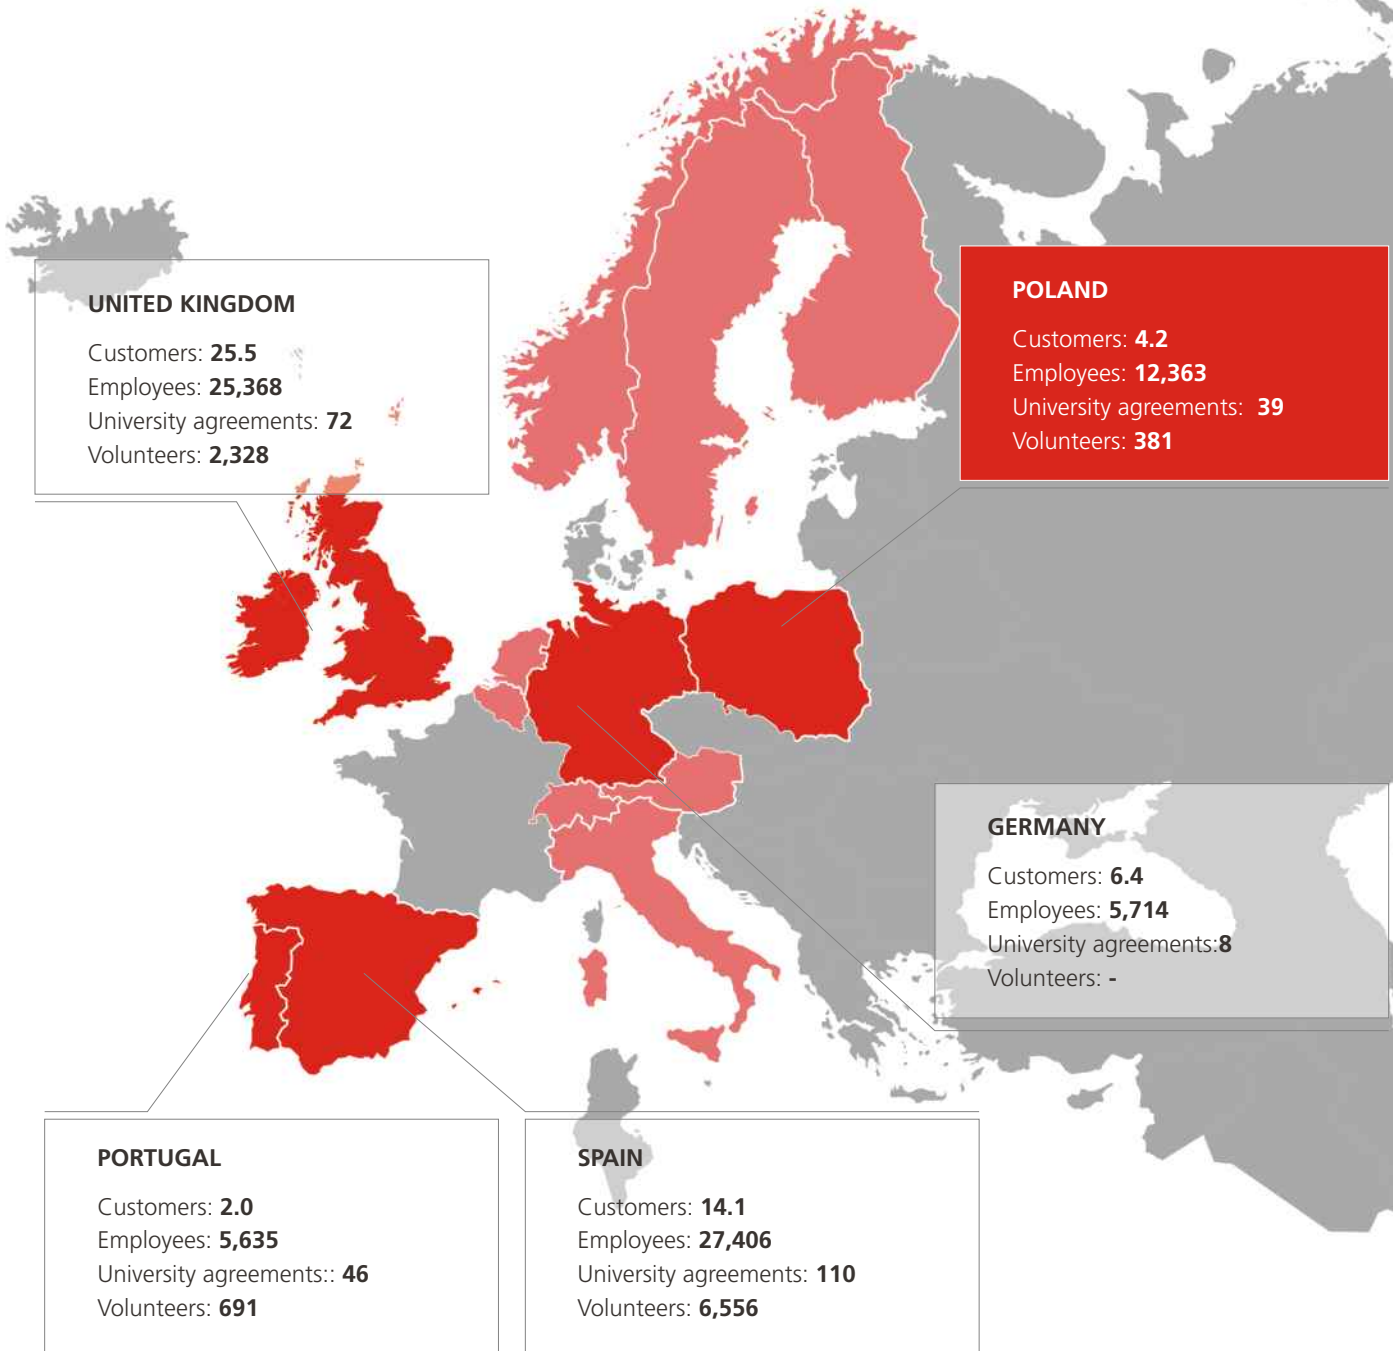 UNITED KINGDOM
Customers: 25.5
Employees: 25,368
University agreements: 72
Volunteers: 2,328
POLAND
Customers: 4.2
Employees: 12,363
University agreements: 39
Volunteers: 381
GERMANY
Customers: 6.4
Employees: 5,714
University agreements:8
Volunteers: -
PORTUGAL
Customers: 2.0
Employees: 5,635
University agreements:: 46
Volunteers: 691
SPAIN
Customers: 14.1
Employees: 27,406
University agreements: 110
Volunteers: 6,556